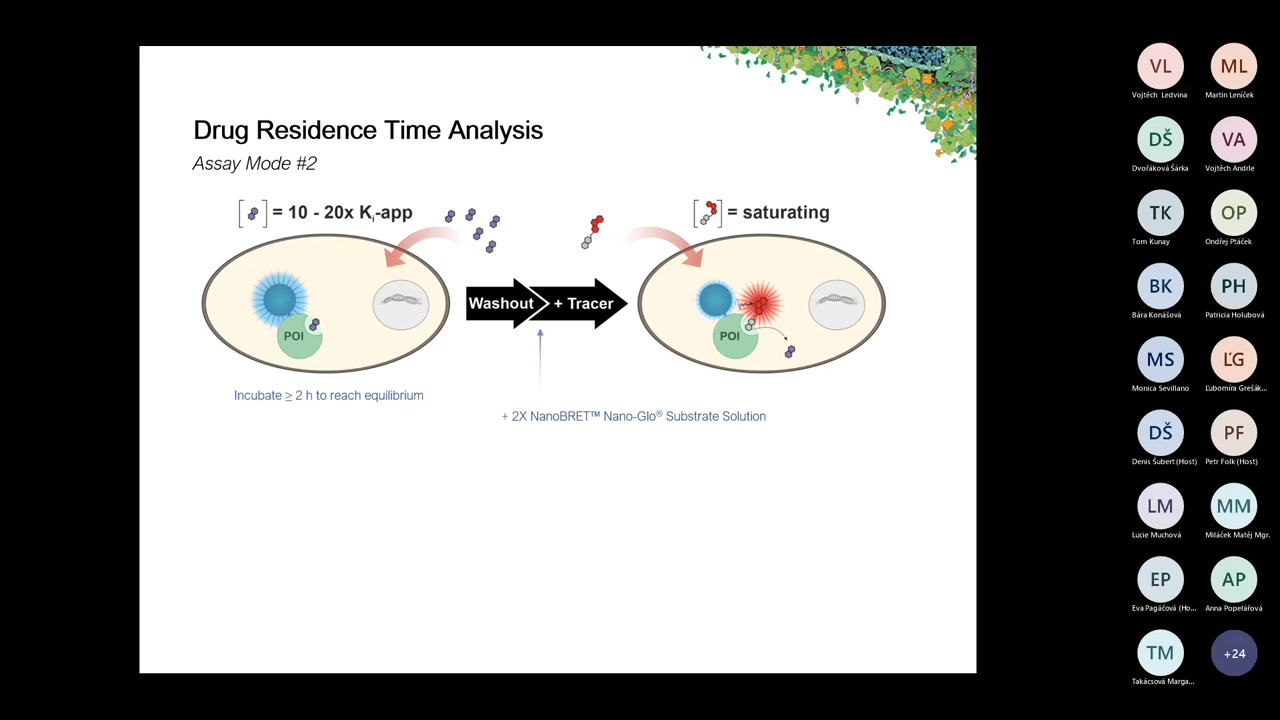 Drug Residence Time Analysis
Assay Mode #2
[ ] = 10 - 20x Ki-app
[ ] = saturating
POI
Washout
+ Tracer
POI
Incubate ≥ 2 h to reach equilibrium
+ 2X NanoBRET™ Nano-Glo® Substrate Solution
VL
ML
Vojtěch Ledvina
Martin Leníček
DŠ
VA
Dvořáková Šárka
Vojtěch Andrle
TK
OP
Tom Kunay
Ondřej Ptáček
BK
PH
Bára Konášová
Patricia Holubová
MS
ĽG
Monica Sevillano
Ľubomíra Grešák...
DŠ
PF
Denis Šubert (Host)
Petr Folk (Host)
LM
MM
Lucie Muchová
Miláček Matěj Mgr.
EP
AP
Eva Pagáčová (Ho...
Anna Popelářová
TM
+24
Takácsová Marga...